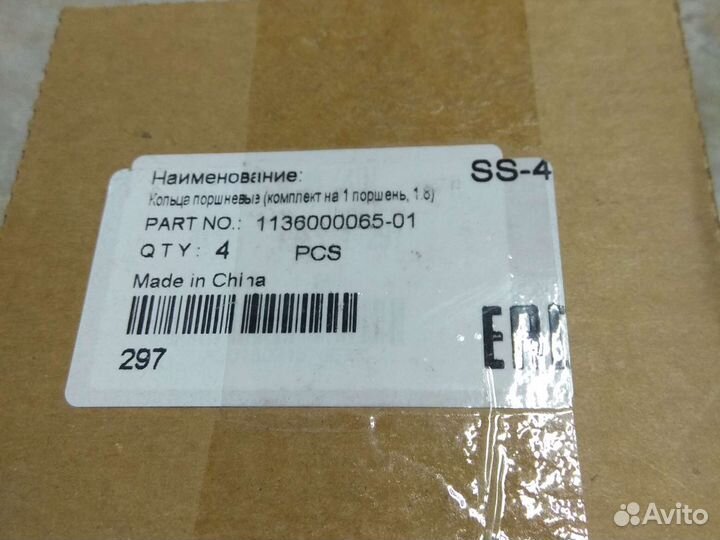 Наименование:
SS-4
Кольца поршневые (комплект на 1 поршень, 1.8)
PART NO.: 1136000065-01
QTY: 4 PCS
Made in China
297
Avito